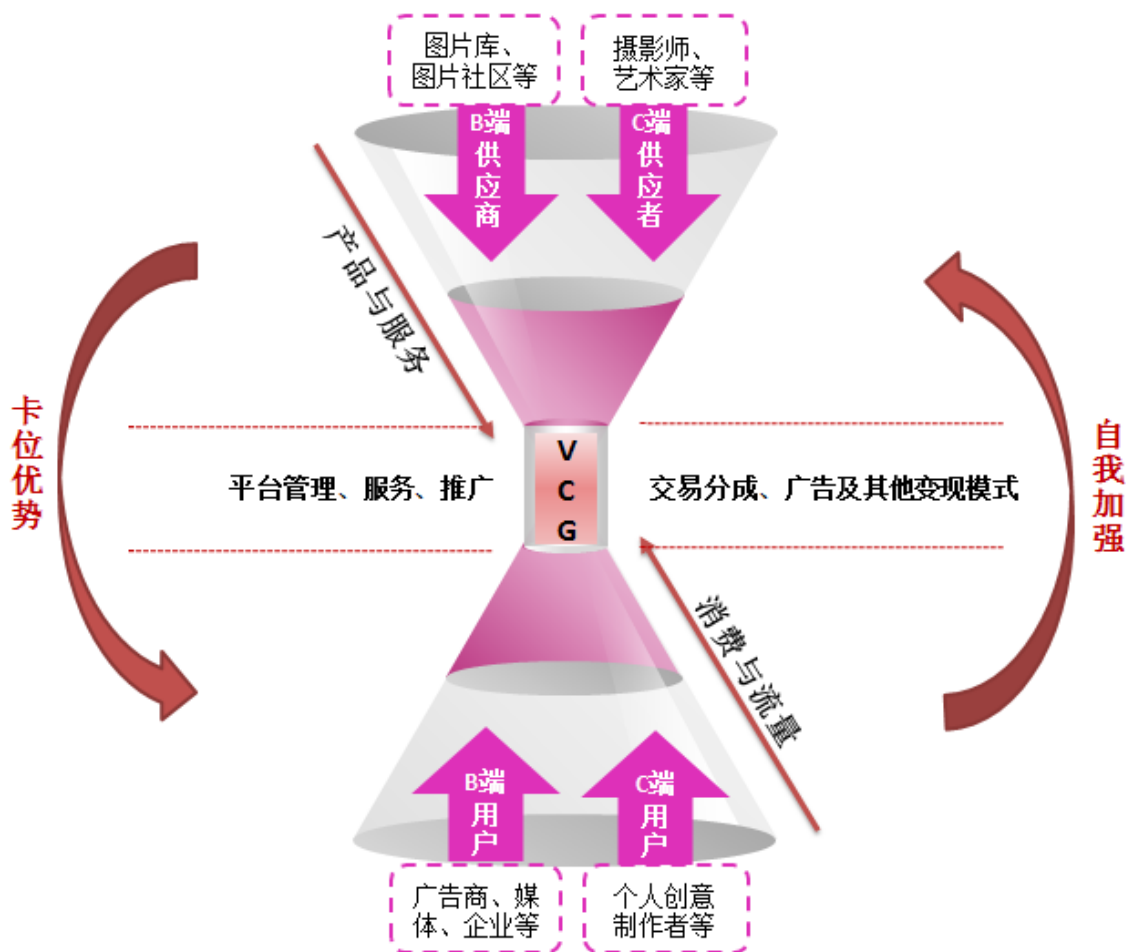 图片库、
图片社区等
摄影师、
艺术家等
B端供应商
C端供应者
产品与服务
卡位优势
平台管理、服务、推广
VCG
交易分成、广告及其他变现模式
自我加强
消费与流量
B端用户
C端用户
广告商、媒
体、企业等
个人创意
制作者等